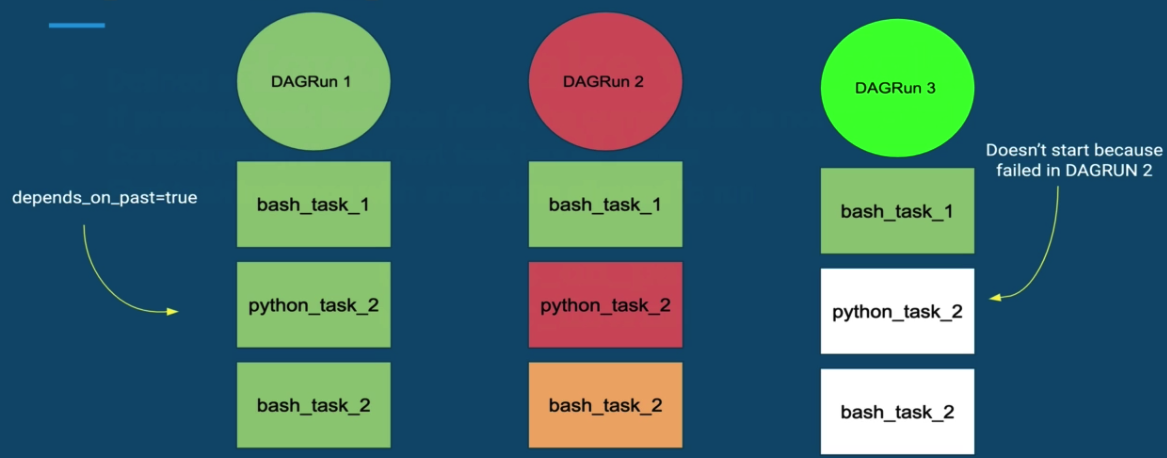 DAGRun 1
DAGRun 2
DAGRun 3
Doesn't start because
failed in DAGRUN 2
depends_on_past=true
bash_task_1
bash_task_1
bash_task_1
python_task_2
python_task_2
python_task_2
bash_task_2
bash_task_2
bash_task_2